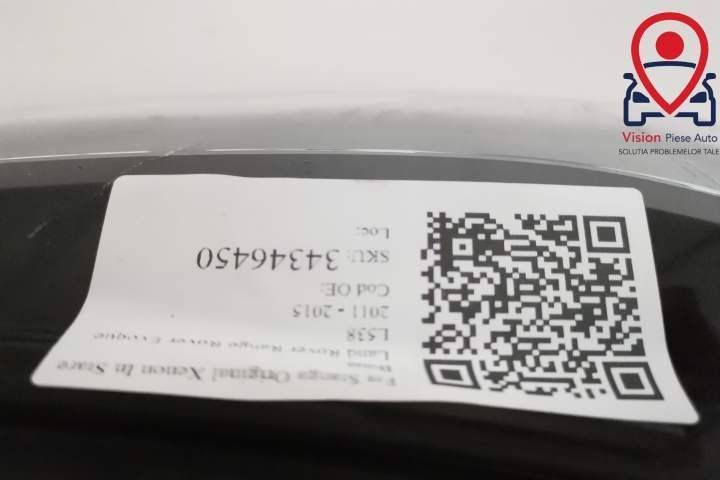 Vision Piese Auto
SOLUTIA PROBLEMELOR TALE
Far Stanga Original Xenon In Stare
Buna
Land Rover Range Rover Evoque
L538
2011 - 2015
Cod OE:
SKU: 34346450
Loc: